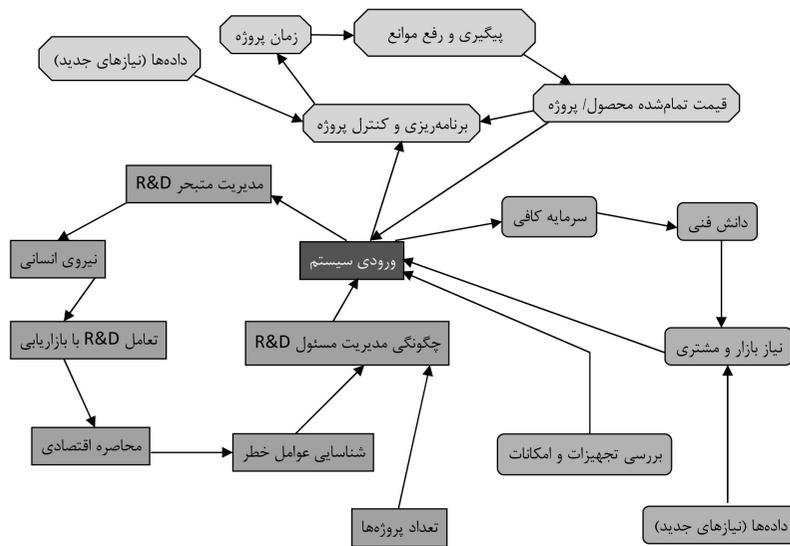 زمان پروژه
پیگیری و رفع موانع
داده‌ها (نیازهای جدید)
قیمت تمام‌شده محصول/ پروژه
برنامه‌ریزی و کنترل پروژه
مدیریت متبحر R&D
سرمایه کافی
دانش فنی
نیروی انسانی
ورودی سیستم
تعامل R&D با بازاریابی
چگونگی مدیریت مسئول R&D
نیاز بازار و مشتری
محاصره اقتصادی
شناسایی عوامل خطر
بررسی تجهیزات و امکانات
تعداد پروژه‌ها
داده‌ها (نیازهای جدید)